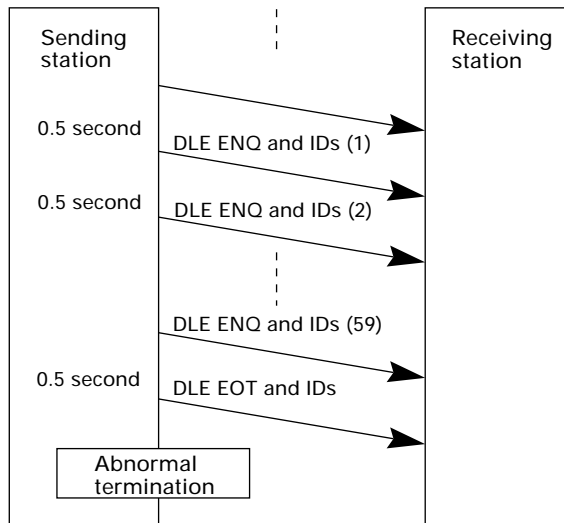 Sending
station
Receiving
station
0.5 second
DLE ENQ and IDs (1)
0.5 second
DLE ENQ and IDs (2)
DLE ENQ and IDs (59)
0.5 second
DLE EOT and IDs
Abnormal
termination